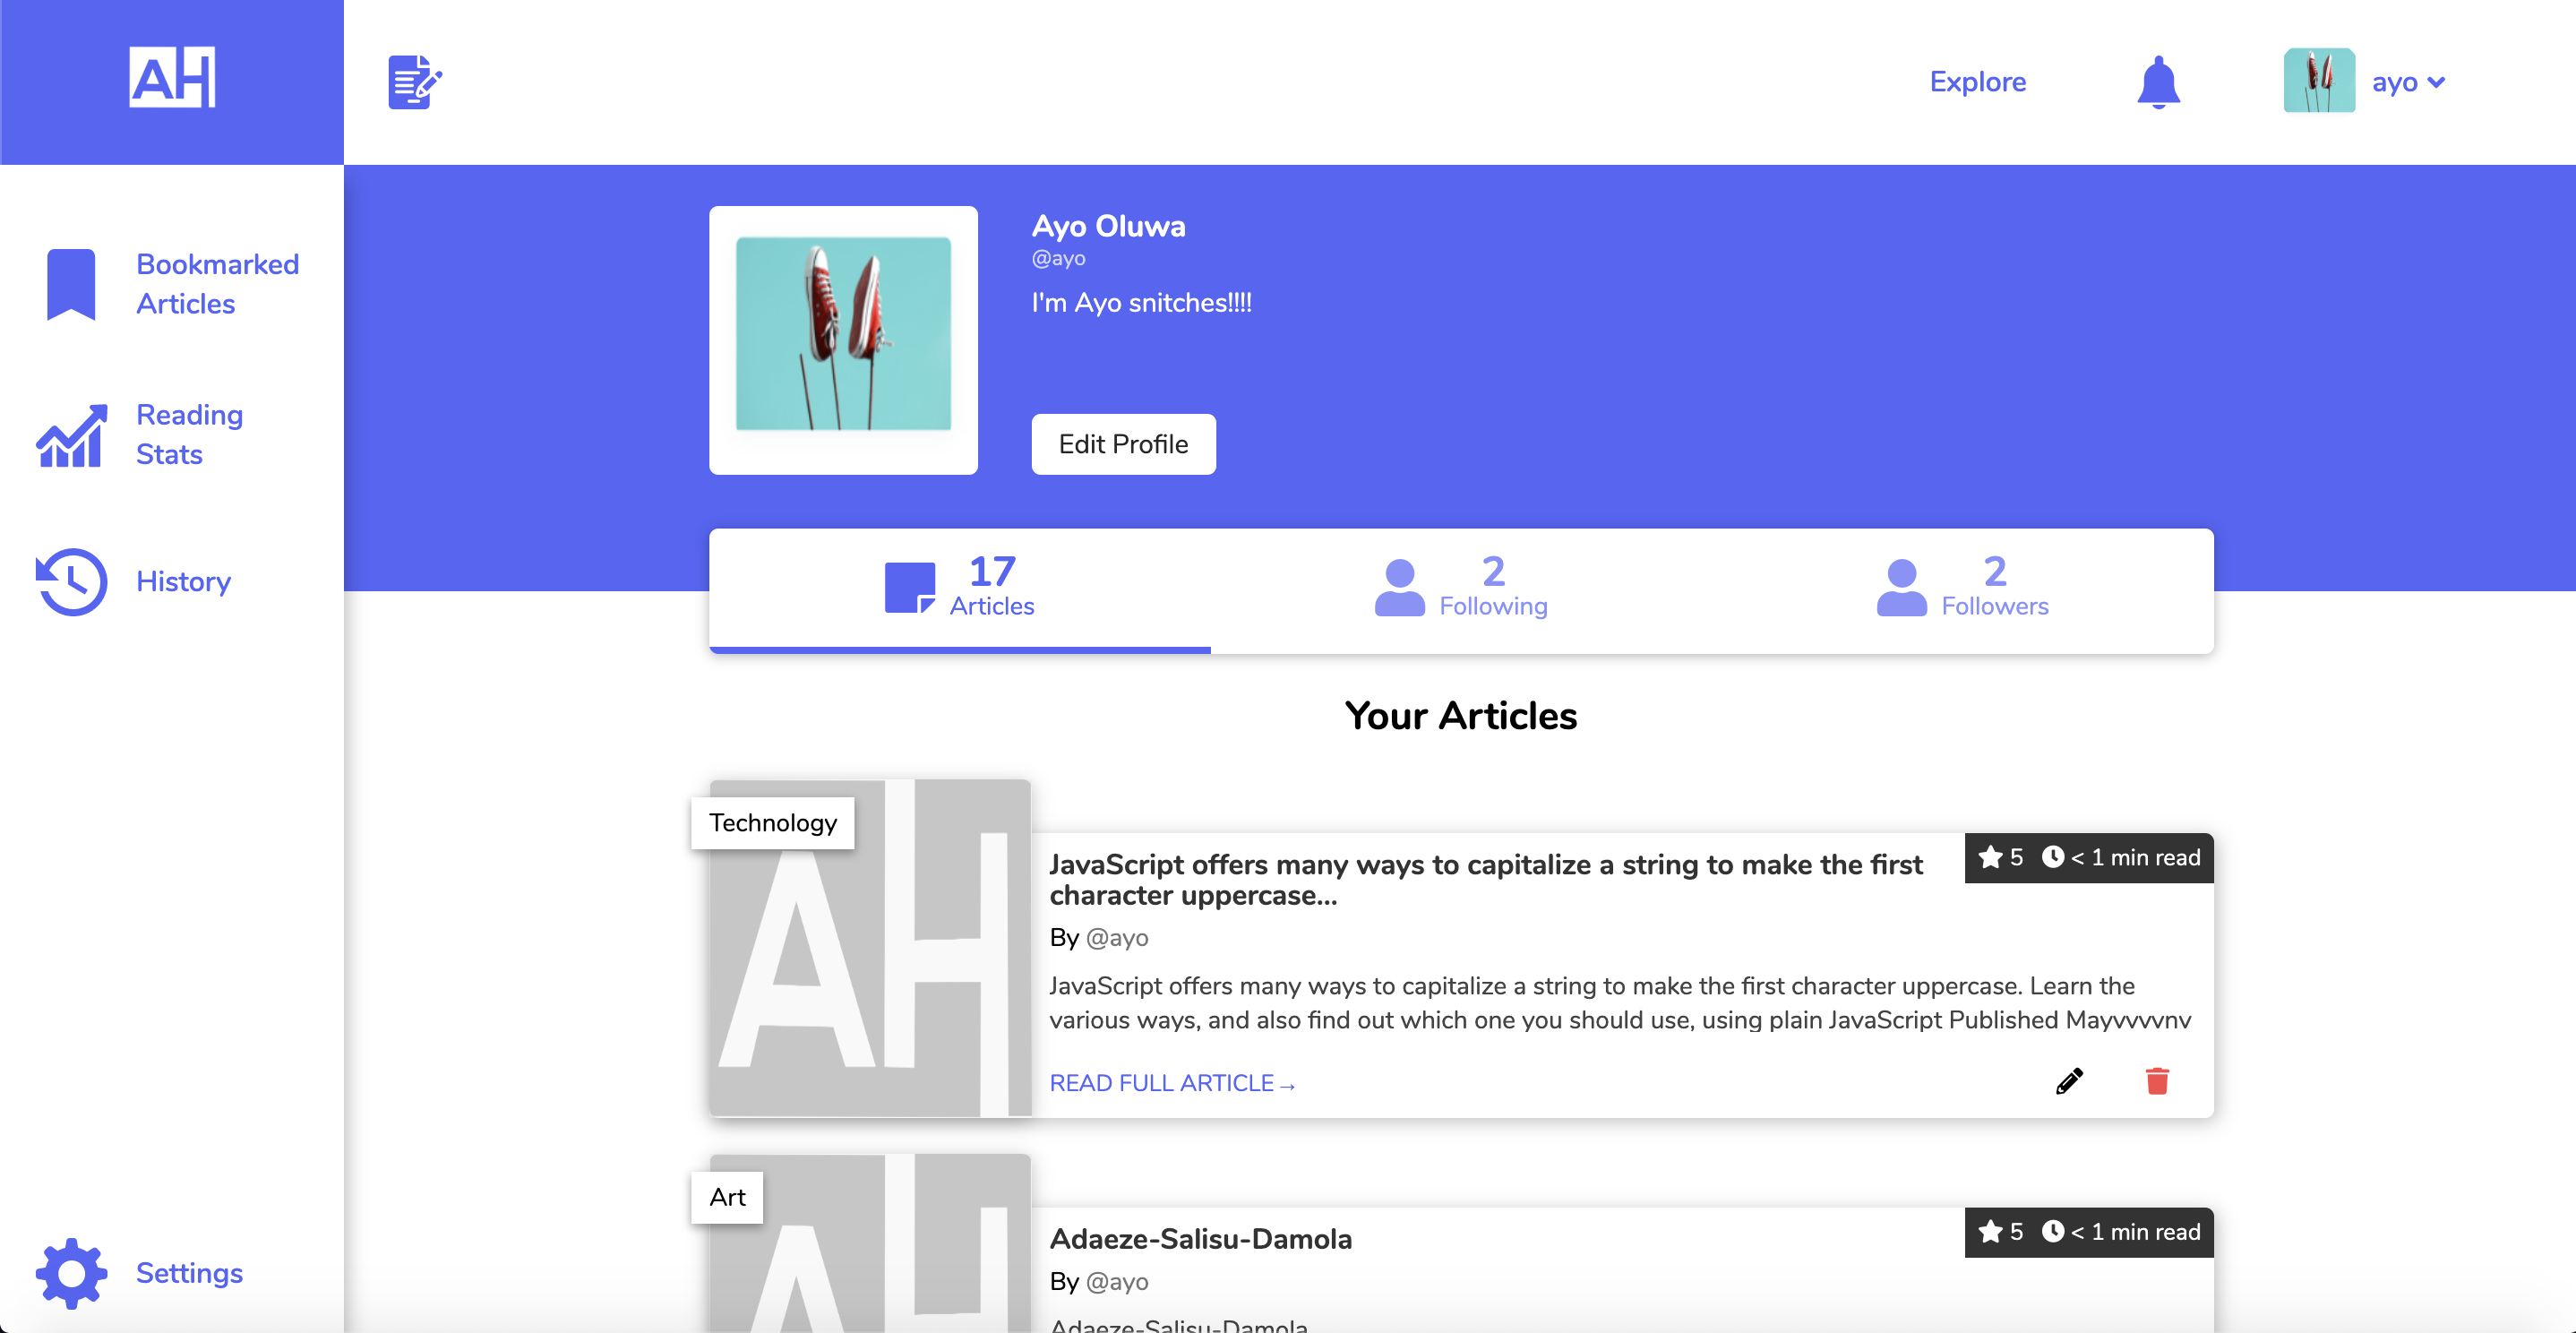 AH
Explore
ayo
Bookmarked
Articles
Reading
Stats
History
Settings
Ayo Oluwa
@ayo
I'm Ayo snitches!!!!
Edit Profile
17
Articles
2
Following
2
Followers
Your Articles
AH
Technology
JavaScript offers many ways to capitalize a string to make the first
character uppercase...
5 < 1 min read
By @ayo
JavaScript offers many ways to capitalize a string to make the first character uppercase. Learn the
various ways, and also find out which one you should use, using plain JavaScript Published Mayvvvvnv
READ FULL ARTICLE→
AH
Art
Adaeze-Salisu-Damola
5 < 1 min read
By @ayo
Adaeze-Salisu-Damola